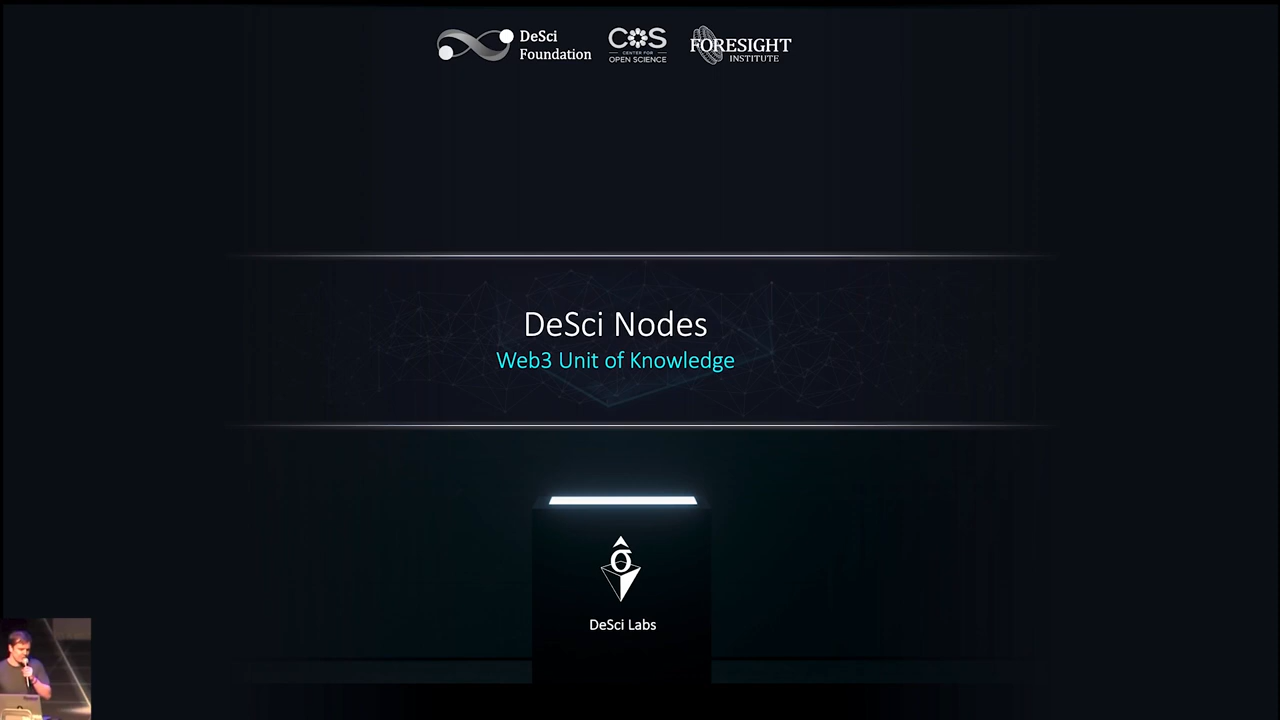 DeSci
Foundation
COS
CENTER FOR
OPEN SCIENCE
FORESIGHT
INSTITUTE
DeSci Nodes
Web3 Unit of Knowledge
σ̂
DeSci Labs